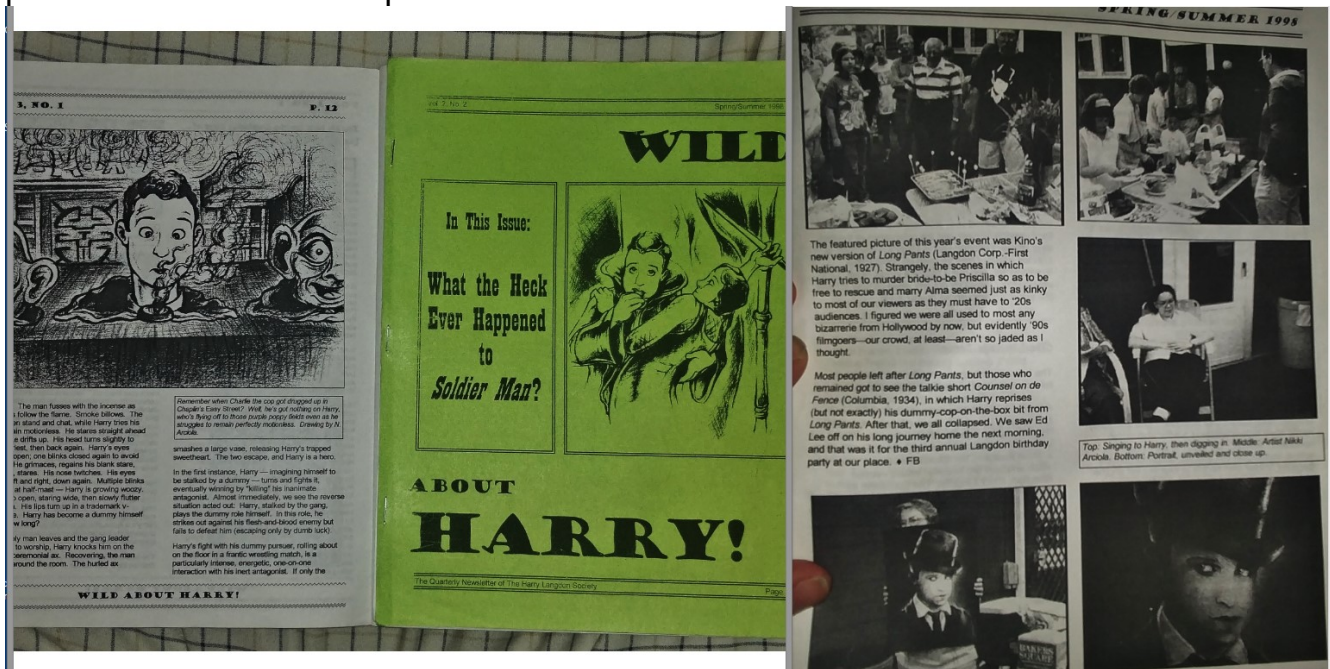 3, NO. 1
P. 12
The man fusses with the incense as
follow the flame. Smoke billows. The
en stand and chat, while Harry tries his
in motionless. He stares straight ahead
e drifts up. His head turns slightly to
est, then back again. Harry's eyes
open; one blinks closed again to avoid
He grimaces, regains his blank stare,
stares. His nose twitches. His eyes
ft and right, down again. Multiple blinks
at half-mast — Harry is growing woozy.
open, staring wide, then slowly flutter
His lips turn up in a trademark v-
s. Harry has become a dummy himself
w long?
ly man leaves and the gang leader
to worship, Harry knocks him on the
ceremonial ax. Recovering, the man
around the room. The hurled ax
Remember when Charlie the cop got drugged up in
Chaplin's Easy Street? Well, he's got nothing on Harry,
who's flying off to those purple poppy fields even as he
struggles to remain perfectly motionless. Drawing by N.
Arciola.
smashes a large vase, releasing Harry's trapped
sweetheart. The two escape, and Harry is a hero.
In the first instance, Harry — imagining himself to
be stalked by a dummy — turns and fights it,
eventually winning by "killing" his inanimate
antagonist. Almost immediately, we see the reverse
situation acted out: Harry, stalked by the gang,
plays the dummy role himself. In this role, he
strikes out against his flesh-and-blood enemy but
fails to defeat him (escaping only by dumb luck)
Harry's fight with his dummy pursuer, rolling about
on the floor in a frantic wrestling match, is a
particularly intense, energetic, one-on-one
interaction with his inert antagonist. If only the
WILD ABOUT HARRY!
Vol. 7, No. 2
Spring/Summer 1998
WILD
In This Issue:
What the Heck
Ever Happened
to
Soldier Man?
ABOUT
HARRY!
The Quarterly Newsletter of The Harry Langdon Society
Page
SPRING/SUMMER 1998
The featured picture of this year's event was Kino's
new version of Long Pants (Langdon Corp.-First
National, 1927). Strangely, the scenes in which
Harry tries to murder bride-to-be Priscilla so as to be
free to rescue and marry Alma seemed just as kinky
to most of our viewers as they must have to '20s
audiences. I figured we were all used to most any
bizarrerie from Hollywood by now, but evidently '90s
filmgoers—our crowd, at least—aren't so jaded as I
thought.
Most people left after Long Pants, but those who
remained got to see the talkie short Counsel on de
Fence (Columbia, 1934), in which Harry reprises
(but not exactly) his dummy-cop-on-the-box bit from
Long Pants. After that, we all collapsed. We saw Ed
Lee off on his long journey home the next morning,
and that was it for the third annual Langdon birthday
party at our place. ♦ FB
Top: Singing to Harry, then digging in. Middle: Artist Nikki
Arciola. Bottom: Portrait, unveiled and close up.
BAKERS
SQUARE